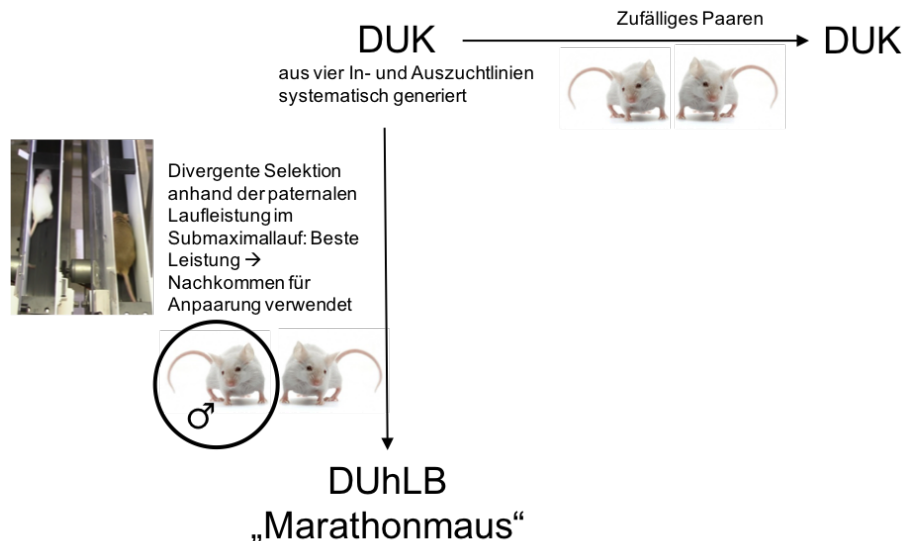 Zufälliges Paaren
DUK
DUK
aus vier In- und Auszuchtlinien
systematisch generiert
Divergente Selektion
anhand der paternalen
Laufleistung im
Submaximallauf: Beste
Leistung →
Nachkommen für
Anpaarung verwendet
♂
DUhLB
„Marathonmaus“